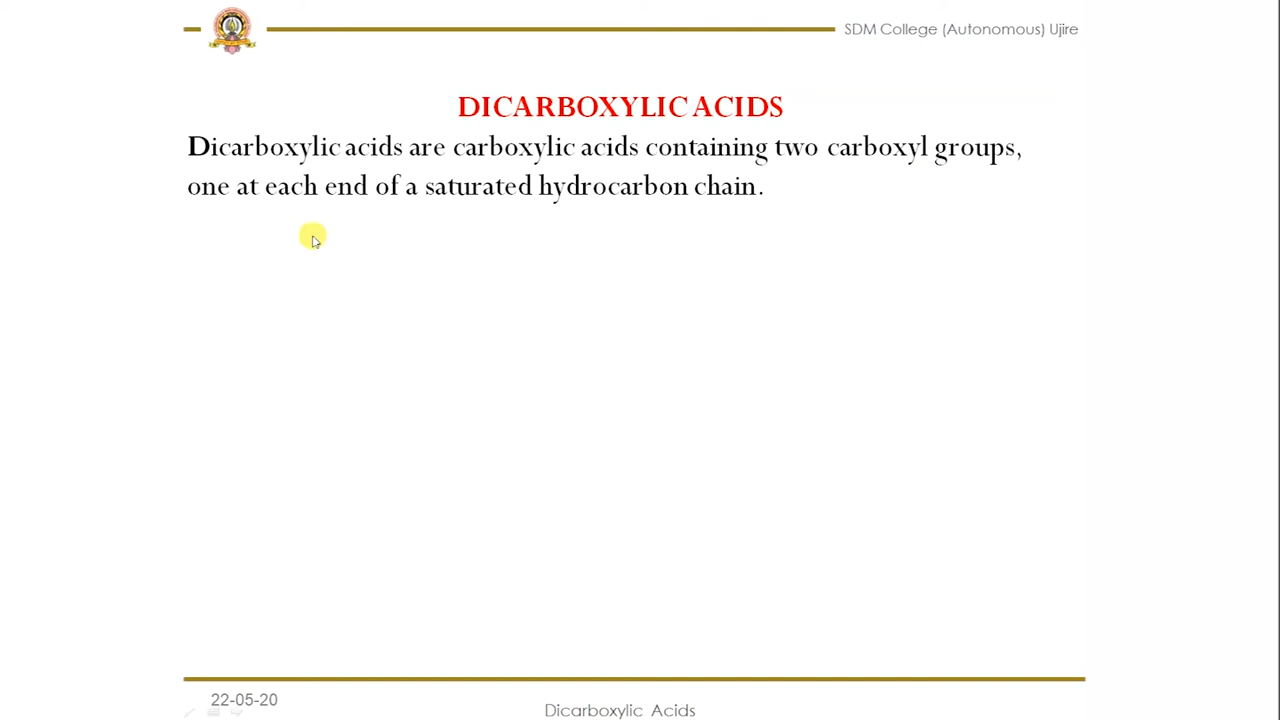 SDM College (Autonomous) Ujire
DICARBOXYLIC ACIDS
Dicarboxylic acids are carboxylic acids containing two carboxyl groups,
one at each end of a saturated hydrocarbon chain.
22-05-20
Dicarboxylic Acids